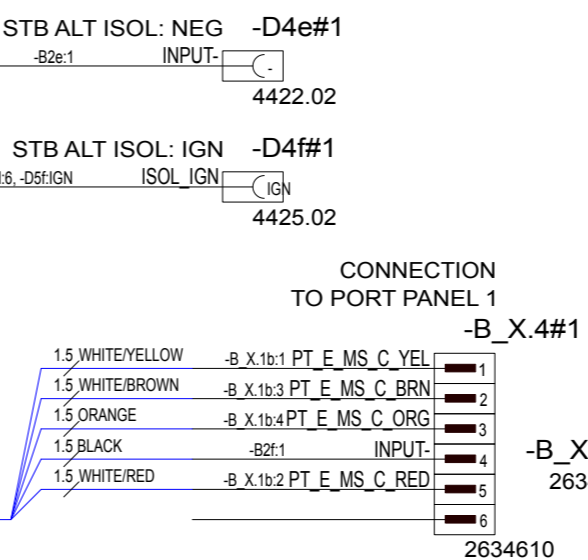 STB ALT ISOL: NEG -D4e#1
-B2e:1 INPUT- -
4422.02
STB ALT ISOL: IGN -D4f#1
:6, -D5f:IGN ISOL_IGN IGN
4425.02
CONNECTION
TO PORT PANEL 1
-B_X.4#1
1.5 WHITE/YELLOW -B_X.1b:1 PT_E_MS_C_YEL 1
1.5 WHITE/BROWN -B_X.1b:3 PT_E_MS_C_BRN 2
1.5 ORANGE -B_X.1b:4 PT_E_MS_C_ORG 3
1.5 BLACK -B2f:1 INPUT- 4 -B_X
1.5 WHITE/RED -B_X.1b:2 PT_E_MS_C_RED 5 263
6
2634610